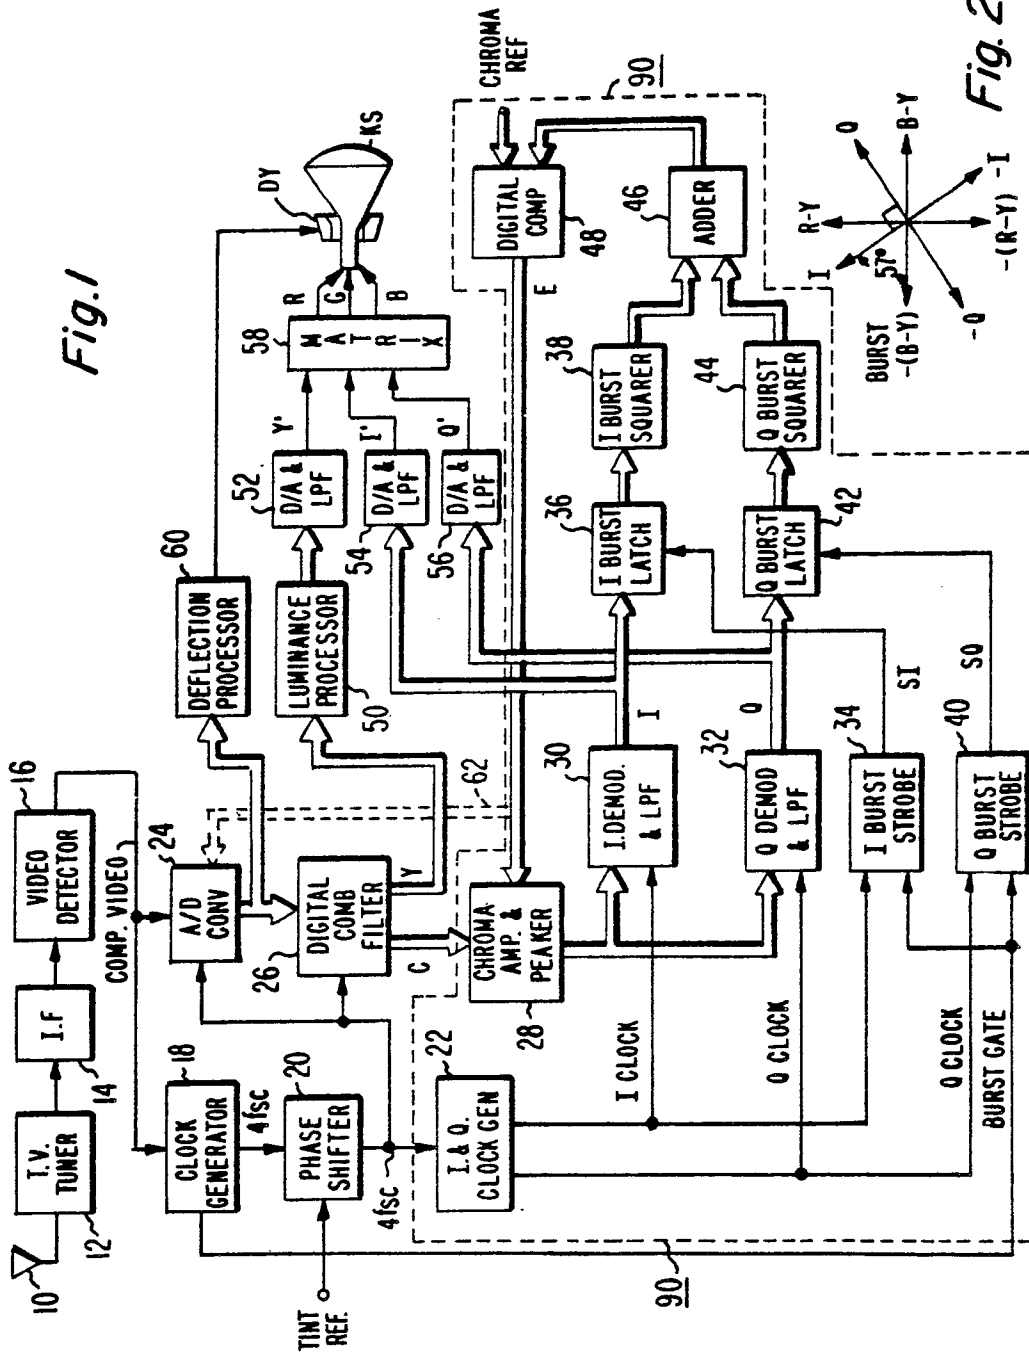 Fig. 1
10
T.V.
TUNER
12
I.F
14
VIDEO
DETECTOR
16
COMP. VIDEO
CLOCK
GENERATOR
18
4fsc
TINT
REF.
PHASE
SHIFTER
20
4fsc
I. & Q.
CLOCK GEN
22
A/D
CONV
24
DIGITAL
COMB
FILTER
26
C
Y
62
CHROMA
AMP. &
PEAKER
28
DEFLECTION
PROCESSOR
60
LUMINANCE
PROCESSOR
50
D/A &
LPF
52
D/A &
LPF
54
D/A &
LPF
56
Y'
I'
Q'
MATRIX
58
R
G
B
DY
KS
I CLOCK
Q CLOCK
Q CLOCK
BURST GATE
I. DEMOD.
& LPF
30
I
Q DEMOD
& LPF
32
Q
I BURST
STROBE
34
SI
Q BURST
STROBE
40
SQ
I BURST
LATCH
36
I BURST
SQUARER
38
Q BURST
LATCH
42
Q BURST
SQUARER
44
ADDER
46
DIGITAL
COMP
48
E
CHROMA
REF
90
90
Fig. 2
R-Y
I
Q
57°
BURST
-(B-Y)
B-Y
-Q
-(R-Y)
-I